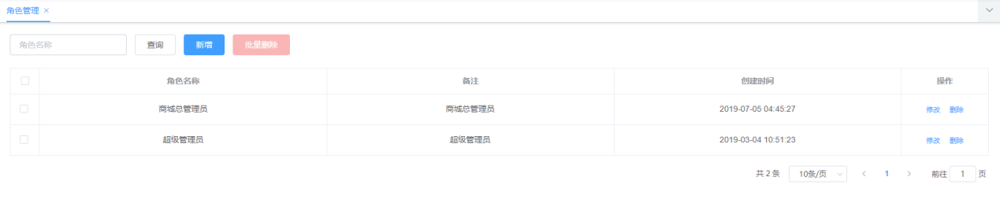 角色管理 ×
角色名称 查询 新增 批量删除
角色名称 备注 创建时间 操作
商城总管理员 商城总管理员 2019-07-05 04:45:27 修改 删除
超级管理员 超级管理员 2019-03-04 10:51:23 修改 删除
共 2 条 10条/页 1 前往 1 页